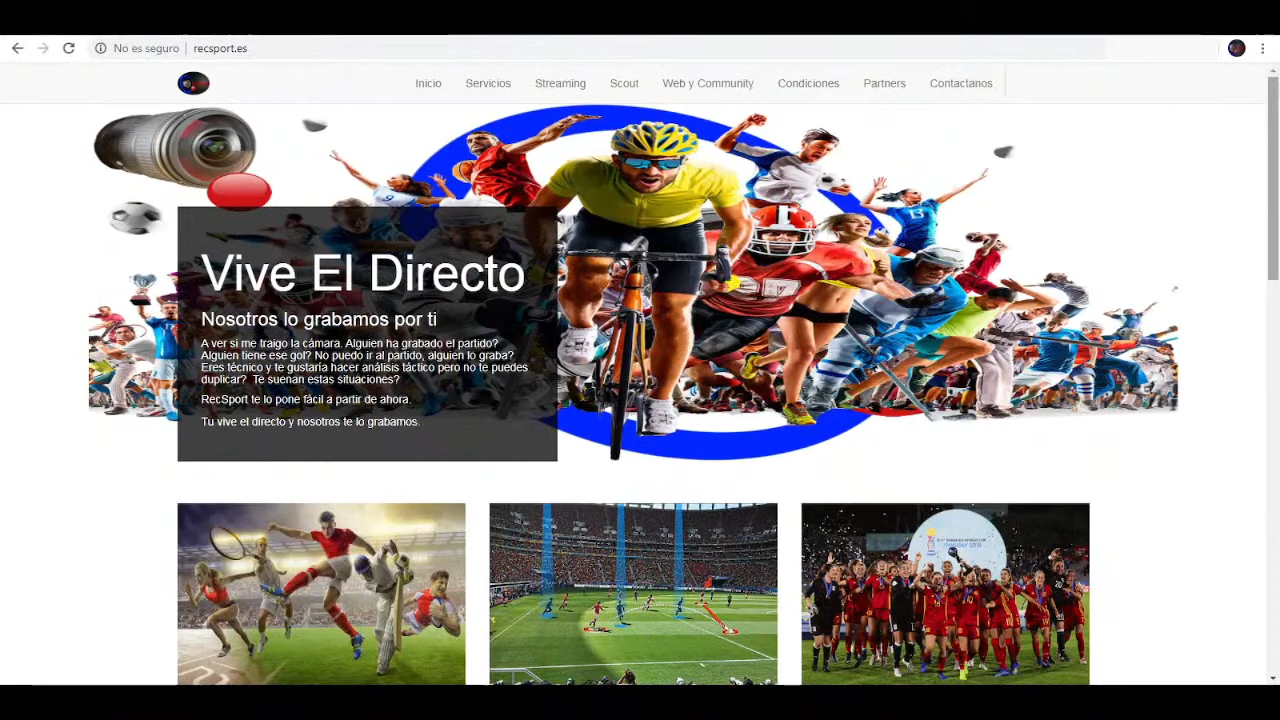 No es seguro | recsport.es
Inicio Servicios Streaming Scout Web y Community Condiciones Partners Contactanos
Vive El Directo
Nosotros lo grabamos por ti
A ver si me traigo la cámara. Alguien ha grabado el partido?
Alguien tiene ese gol? No puedo ir al partido, alguien lo graba?
Eres técnico y te gustaría hacer análisis táctico pero no te puedes
duplicar? Te suenan estas situaciones?
RecSport te lo pone fácil a partir de ahora.
Tu vive el directo y nosotros te lo grabamos.